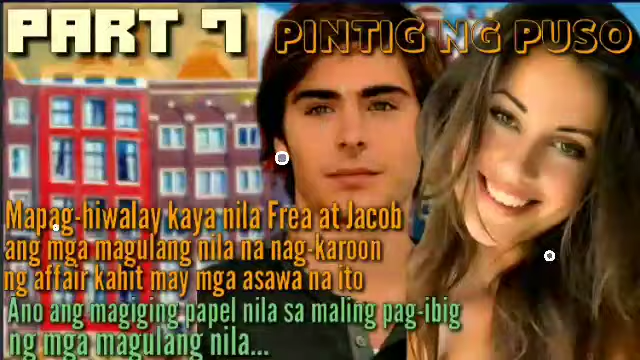 PART 7
PINTIG NG PUSO
Mapag-hiwalay kaya nila Frea at Jacob
ang mga magulang nila na nag-karoon
ng affair kahit may mga asawa na ito
Ano ang magiging papel nila sa maling pag-ibig
ng mga magulang nila...